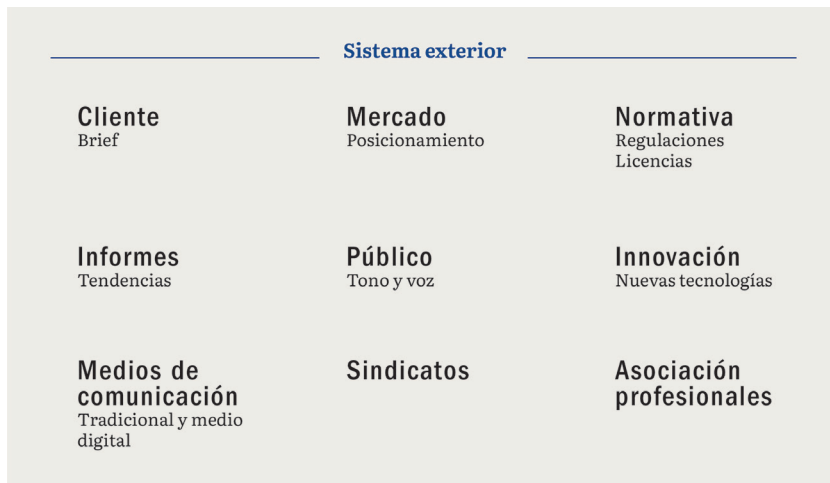 Sistema exterior
Cliente
Brief
Mercado
Posicionamiento
Normativa
Regulaciones
Licencias
Informes
Tendencias
Público
Tono y voz
Innovación
Nuevas tecnologías
Medios de
comunicación
Tradicional y medio
digital
Sindicatos
Asociación
profesionales